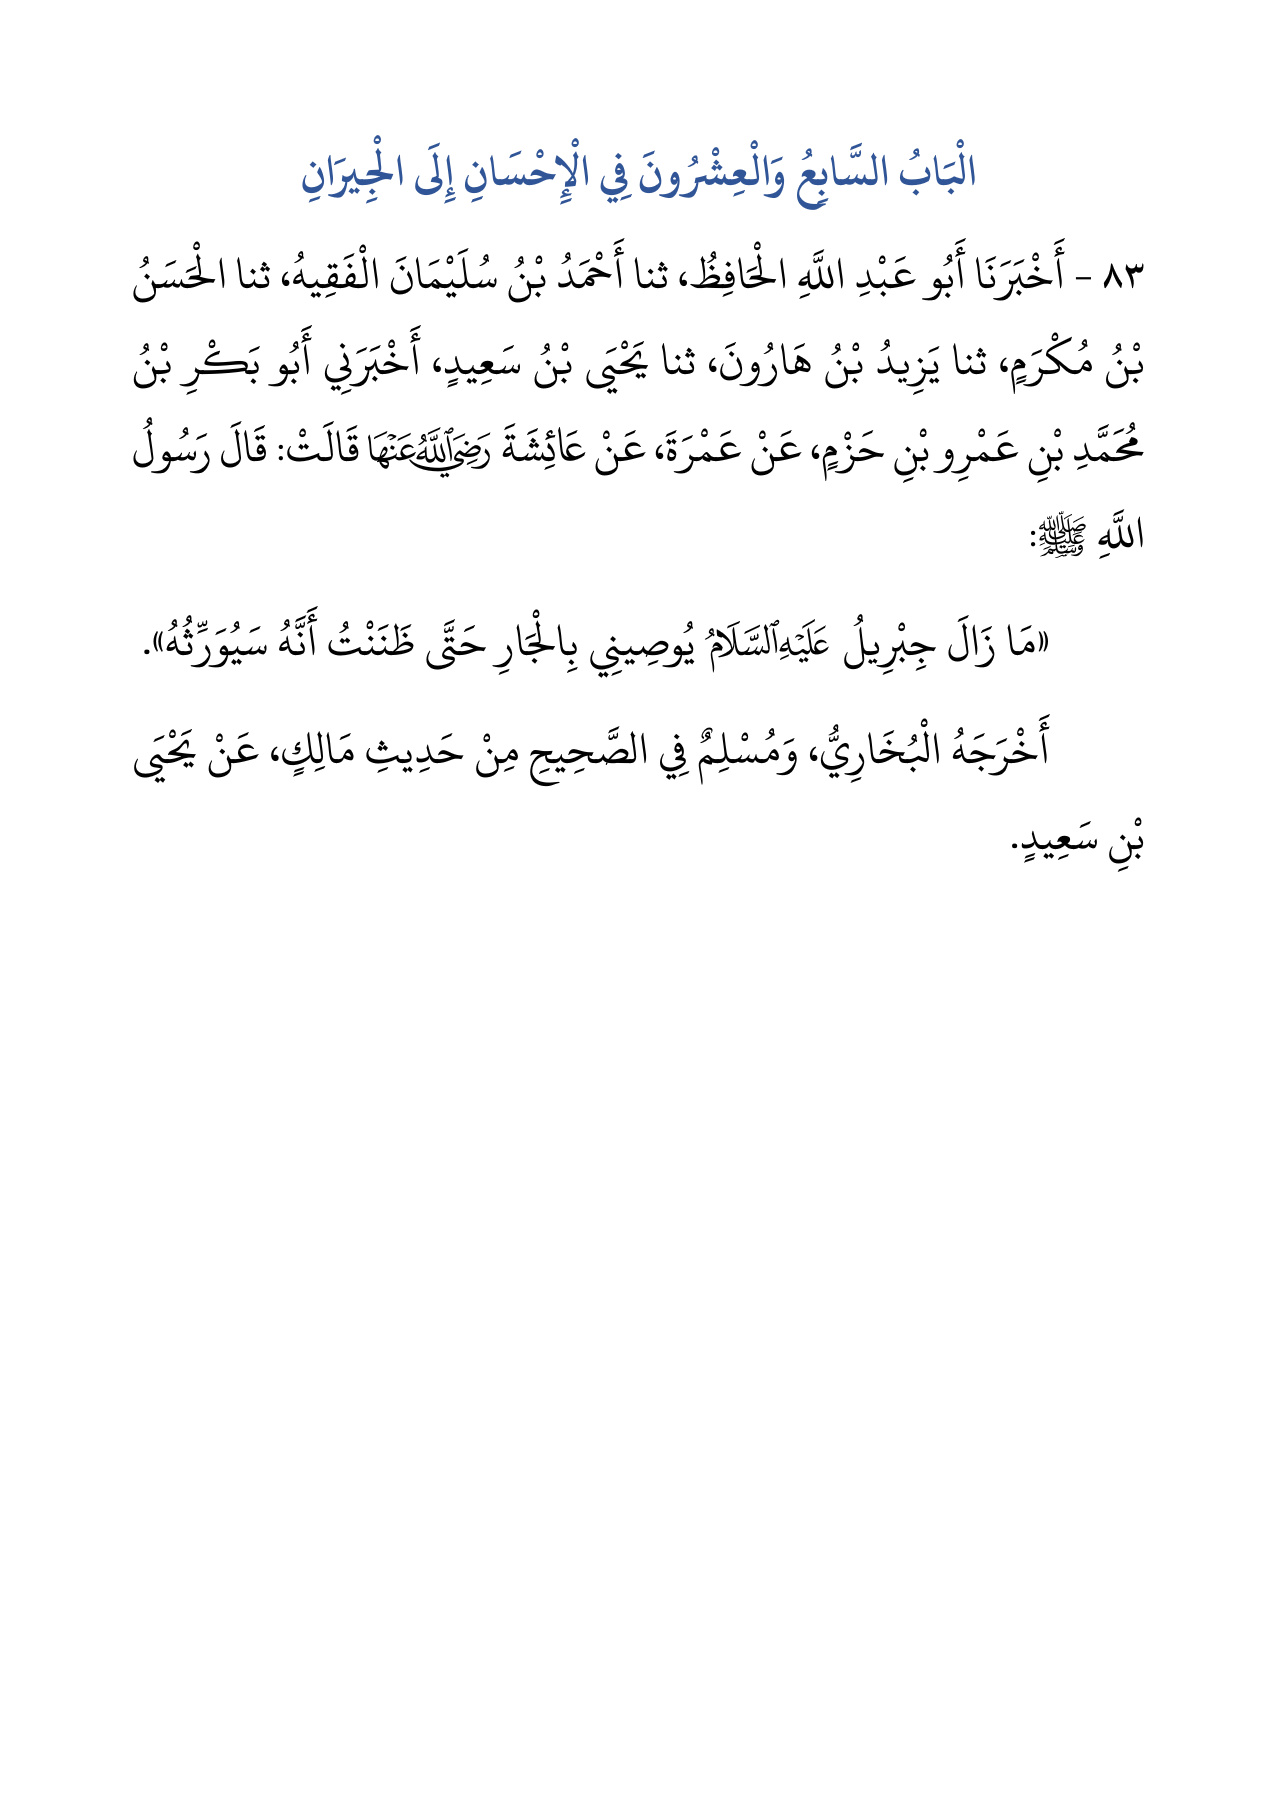 الْبَابُ السَّابِعُ وَالْعِشْرُونَ فِي الْإِحْسَانِ إِلَى الْجِيرَانِ
٨٣ - أَخْبَرَنَا أَبُو عَبْدِ اللَّهِ الْحَافِظُ، ثنا أَحْمَدُ بْنُ سُلَيْمَانَ الْفَقِيهُ، ثنا الْحَسَنُ
بْنُ مُكْرَمٍ، ثنا يَزِيدُ بْنُ هَارُونَ، ثنا يَحْيَى بْنُ سَعِيدٍ، أَخْبَرَنِي أَبُو بَكْرِ بْنُ
مُحَمَّدِ بْنِ عَمْرِو بْنِ حَزْمٍ، عَنْ عَمْرَةَ، عَنْ عَائِشَةَ رَضِيَ اللَّهُ عَنْهَا قَالَتْ: قَالَ رَسُولُ
اللَّهِ ﷺ:
«مَا زَالَ جِبْرِيلُ عَلَيْهِ السَّلَامُ يُوصِينِي بِالْجَارِ حَتَّى ظَنَنْتُ أَنَّهُ سَيُوَرِّثُهُ».
أَخْرَجَهُ الْبُخَارِيُّ، وَمُسْلِمٌ فِي الصَّحِيحِ مِنْ حَدِيثِ مَالِكٍ، عَنْ يَحْيَى
بْنِ سَعِيدٍ.